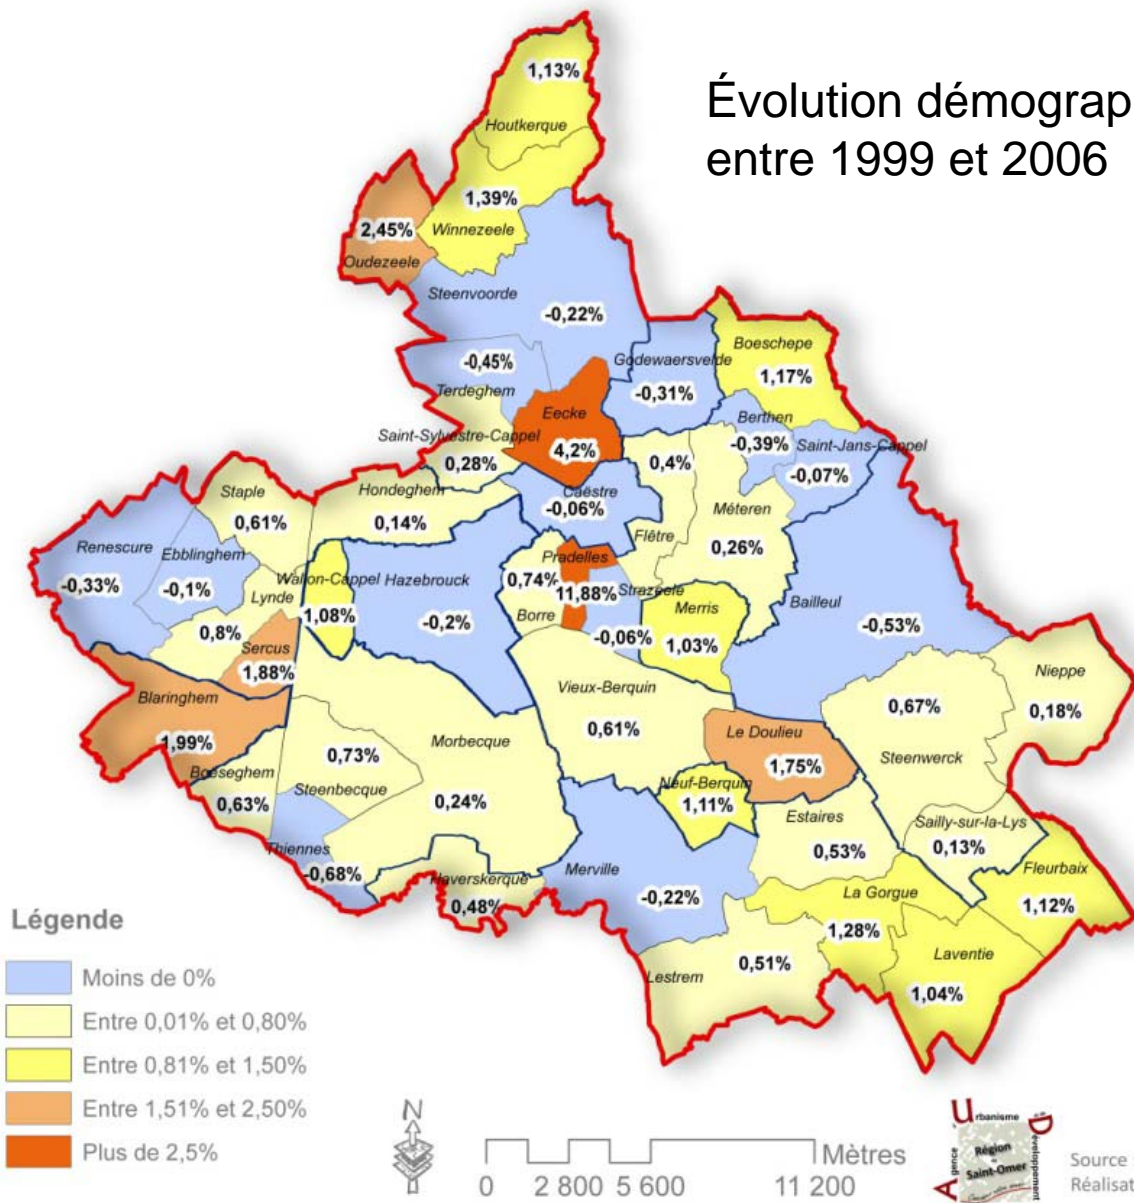 Évolution démograp
entre 1999 et 2006
1,13%
Houtkerque
1,39%
Winnezeele
2,45%
Oudezeele
Steenvoorde
-0,22%
-0,45%
Terdeghem
Godewaersvelde
-0,31%
Boeschepe
1,17%
Eecke
4,2%
Berthen
-0,39%
Saint-Jans-Cappel
-0,07%
Saint-Sylvestre-Cappel
0,28%
0,4%
Flêtre
Caëstre
-0,06%
Méteren
0,26%
Staple
0,61%
Hondeghem
0,14%
Renescure
-0,33%
Ebblinghem
-0,1%
Lynde
0,8%
Wallon-Cappel
1,08%
Hazebrouck
-0,2%
Pradelles
11,88%
0,74%
Borre
Strazeele
-0,06%
Merris
1,03%
Bailleul
-0,53%
Sercus
1,88%
Blaringhem
1,99%
Vieux-Berquin
0,61%
Nieppe
0,18%
0,67%
Steenwerck
Le Doulieu
1,75%
Morbecque
0,24%
0,73%
Steenbecque
Boeseghem
0,63%
Neuf-Berquin
1,11%
Estaires
0,53%
Sailly-sur-la-Lys
0,13%
Thiennes
-0,68%
Haverskerque
0,48%
Merville
-0,22%
Fleurbaix
1,12%
La Gorgue
1,28%
Laventie
1,04%
Lestrem
0,51%
Légende
Moins de 0%
Entre 0,01% et 0,80%
Entre 0,81% et 1,50%
Entre 1,51% et 2,50%
Plus de 2,5%
N
Mètres
0 2 800 5 600 11 200
Agence
Urbanisme
Développement
Région
Saint-Omer
Source
Réalisat